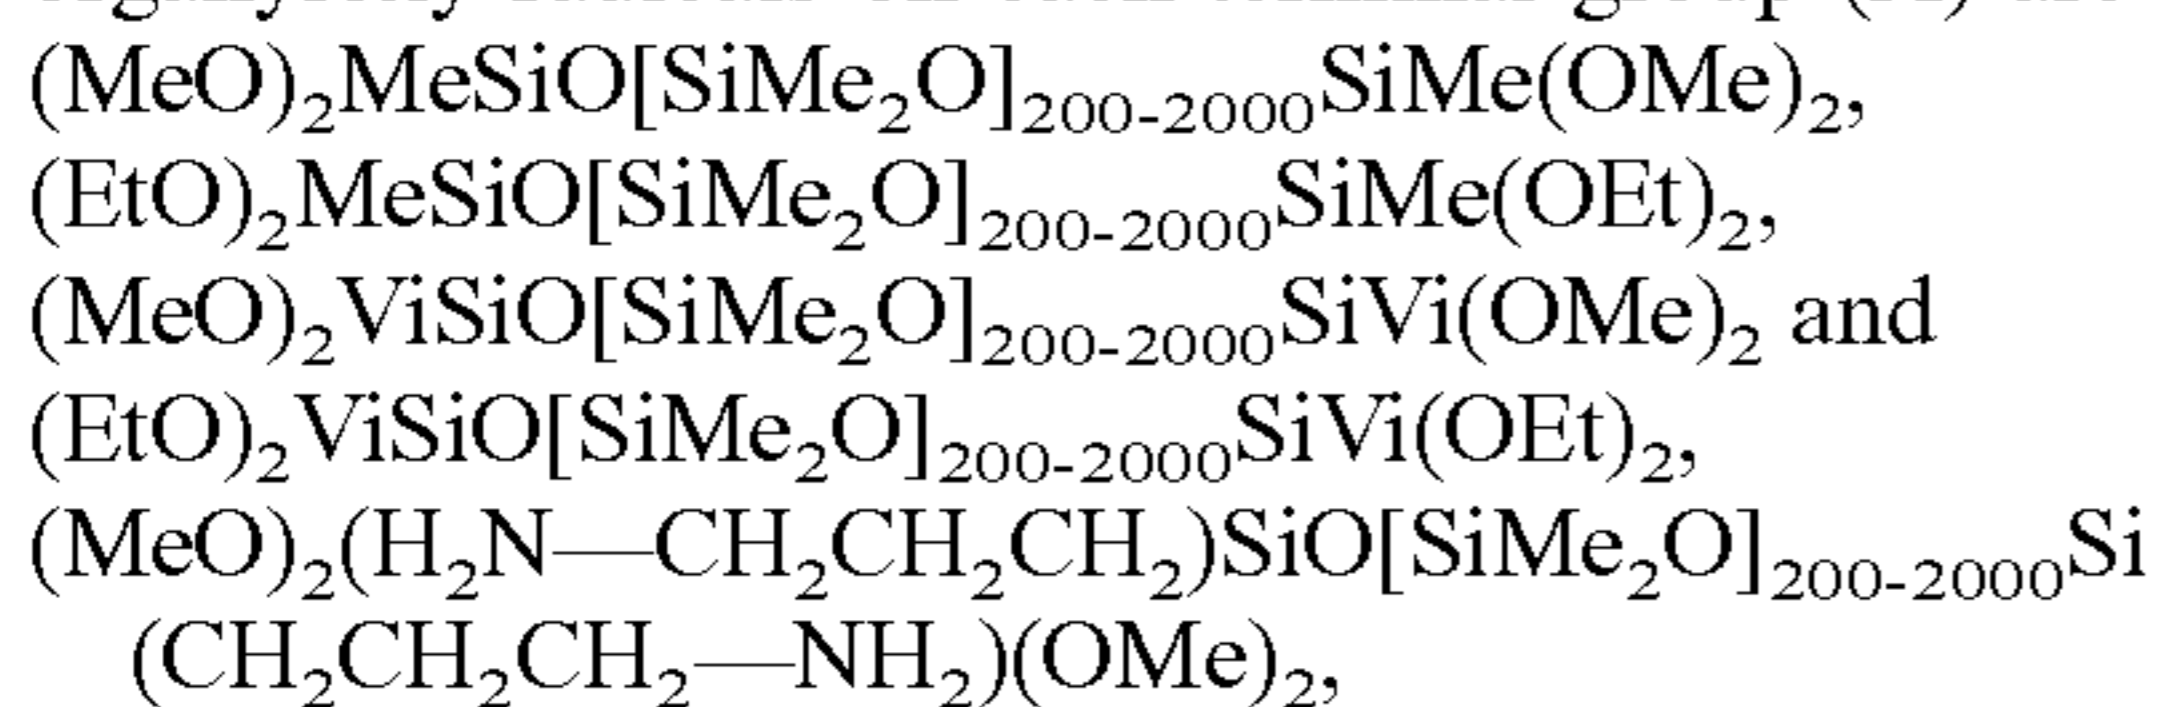 (MeO)₂MeSiO[SiMe₂O]₂₀₀₋₂₀₀₀SiMe(OMe)₂,
(EtO)₂MeSiO[SiMe₂O]₂₀₀₋₂₀₀₀SiMe(OEt)₂,
(MeO)₂ViSiO[SiMe₂O]₂₀₀₋₂₀₀₀SiVi(OMe)₂ and
(EtO)₂ViSiO[SiMe₂O]₂₀₀₋₂₀₀₀SiVi(OEt)₂,
(MeO)₂(H₂N—CH₂CH₂CH₂)SiO[SiMe₂O]₂₀₀₋₂₀₀₀Si
(CH₂CH₂CH₂—NH₂)(OMe)₂,